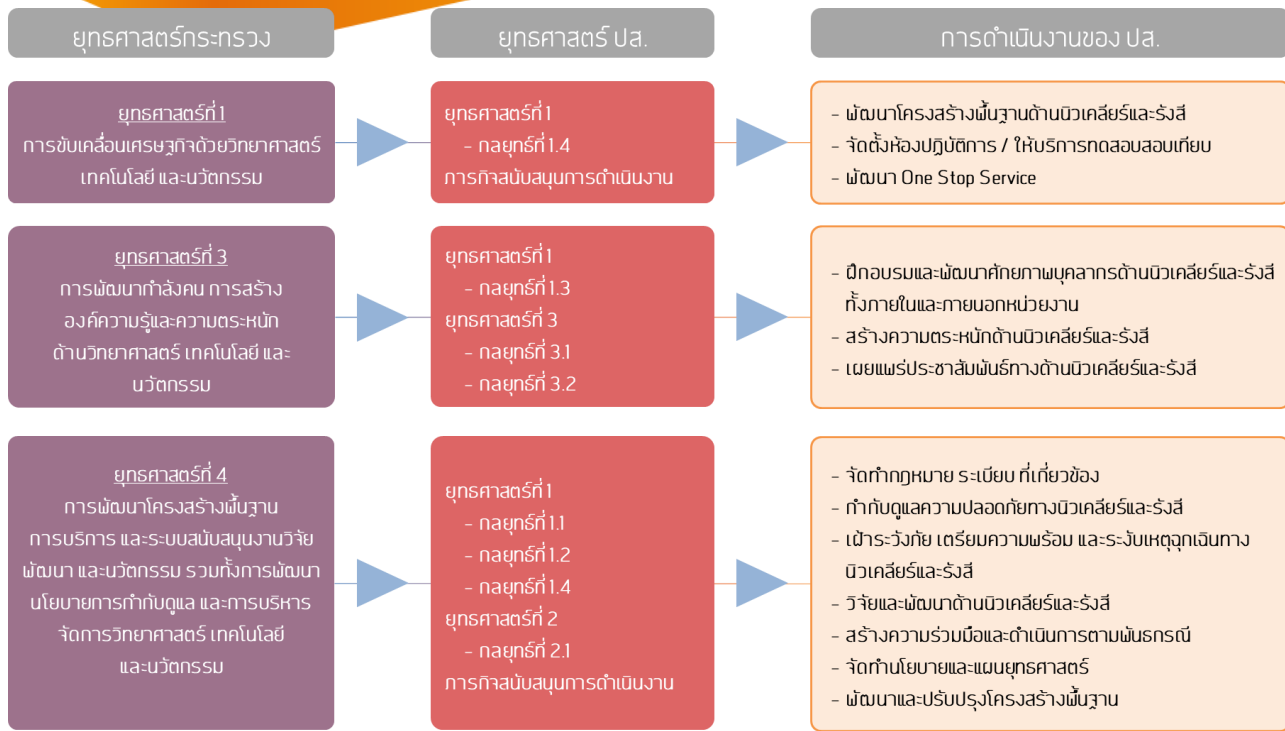 ยุทธศาสตร์กระทรวง
ยุทธศาสตร์ ปส.
การดำเนินงานของ ปส.
ยุทธศาสตร์ที่ 1
การขับเคลื่อนเศรษฐกิจด้วยวิทยาศาสตร์
เทคโนโลยี และนวัตกรรม
ยุทธศาสตร์ที่ 1
- กลยุทธ์ที่ 1.4
ภารกิจสนับสนุนการดำเนินงาน
- พัฒนาโครงสร้างพื้นฐานด้านนิวเคลียร์และรังสี
- จัดตั้งห้องปฏิบัติการ / ให้บริการทดสอบสอบเทียบ
- พัฒนา One Stop Service
ยุทธศาสตร์ที่ 3
การพัฒนากำลังคน การสร้าง
องค์ความรู้และความตระหนัก
ด้านวิทยาศาสตร์ เทคโนโลยี และ
นวัตกรรม
ยุทธศาสตร์ที่ 1
- กลยุทธ์ที่ 1.3
ยุทธศาสตร์ที่ 3
- กลยุทธ์ที่ 3.1
- กลยุทธ์ที่ 3.2
- ฝึกอบรมและพัฒนาศักยภาพบุคลากรด้านนิวเคลียร์และรังสี
ทั้งภายในและภายนอกหน่วยงาน
- สร้างความตระหนักด้านนิวเคลียร์และรังสี
- เผยแพร่ประชาสัมพันธ์ทางด้านนิวเคลียร์และรังสี
ยุทธศาสตร์ที่ 4
การพัฒนาโครงสร้างพื้นฐาน
การบริการ และระบบสนับสนุนงานวิจัย
พัฒนา และนวัตกรรม รวมทั้งการพัฒนา
นโยบายการกำกับดูแล และการบริหาร
จัดการวิทยาศาสตร์ เทคโนโลยี
และนวัตกรรม
ยุทธศาสตร์ที่ 1
- กลยุทธ์ที่ 1.1
- กลยุทธ์ที่ 1.2
- กลยุทธ์ที่ 1.4
ยุทธศาสตร์ที่ 2
- กลยุทธ์ที่ 2.1
ภารกิจสนับสนุนการดำเนินงาน
- จัดทำกฎหมาย ระเบียบ ที่เกี่ยวข้อง
- กำกับดูแลความปลอดภัยทางนิวเคลียร์และรังสี
- เฝ้าระวังภัย เตรียมความพร้อม และระงับเหตุฉุกเฉินทาง
นิวเคลียร์และรังสี
- วิจัยและพัฒนาด้านนิวเคลียร์และรังสี
- สร้างความร่วมมือและดำเนินการตามพันธกรณี
- จัดทำนโยบายและแผนยุทธศาสตร์
- พัฒนาและปรับปรุงโครงสร้างพื้นฐาน